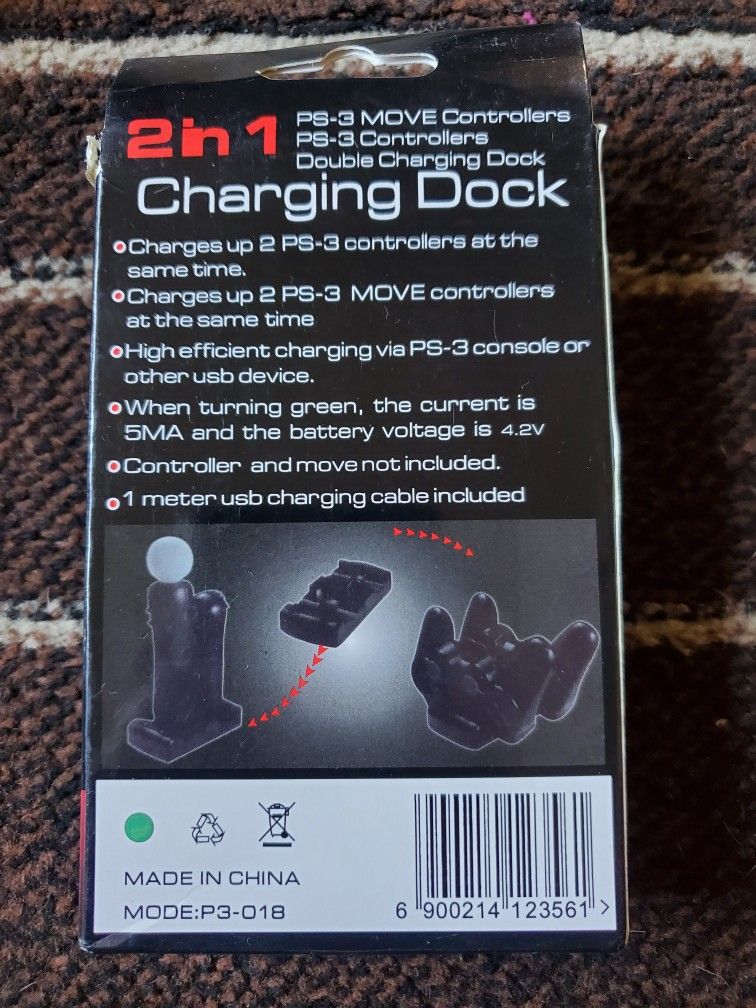 2 in 1
PS-3 MOVE Controllers
PS-3 Controllers
Double Charging Dock
Charging Dock
Charges up 2 PS-3 controllers at the
same time.
Charges up 2 PS-3 MOVE controllers
at the same time
High efficient charging via PS-3 console or
other usb device.
When turning green, the current is
5MA and the battery voltage is 4.2V
Controller and move not included.
1 meter usb charging cable included
MADE IN CHINA
MODE:P3-018
6 900214 123561 >